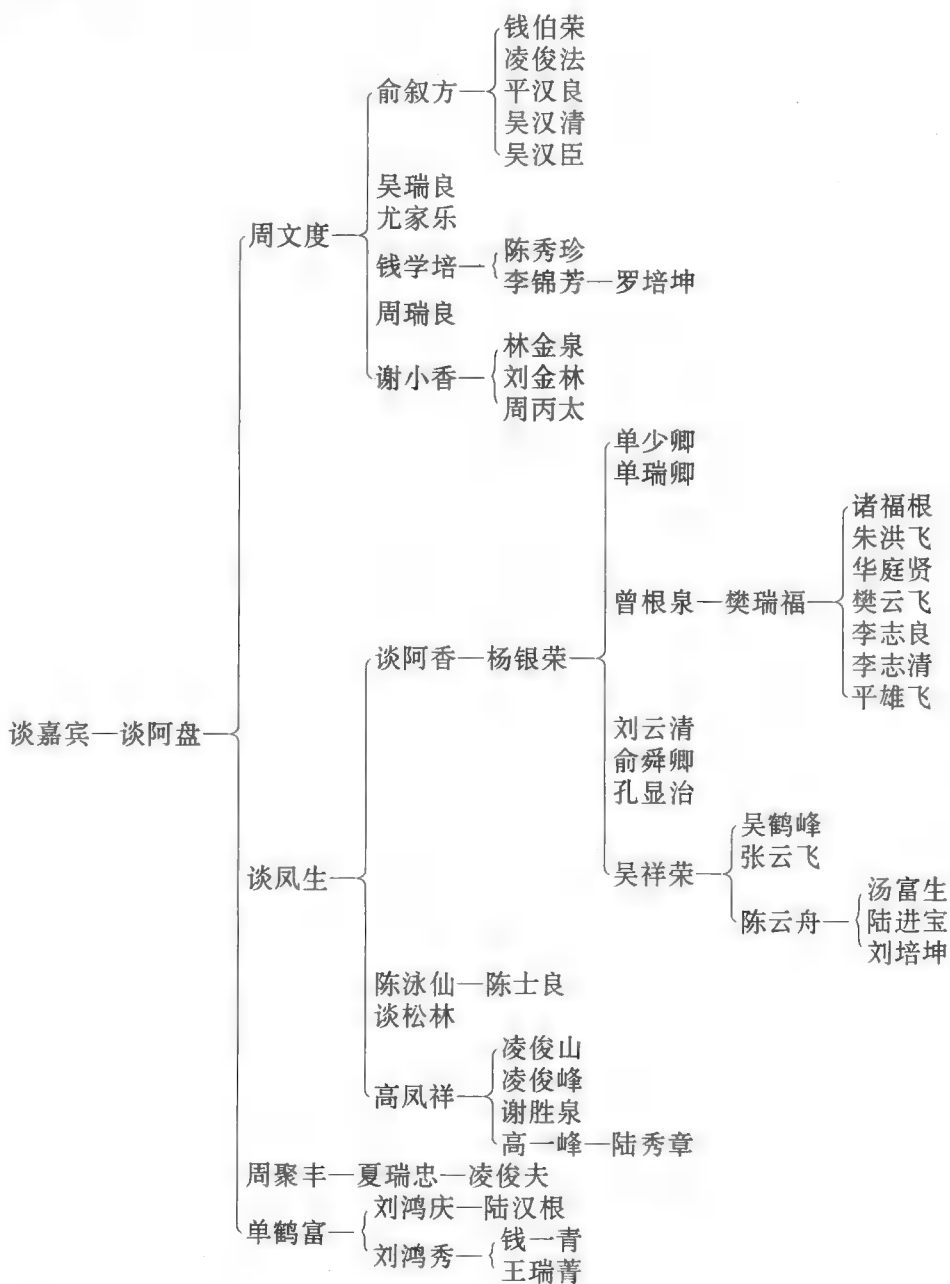 钱伯荣
凌俊法
俞叙方
平汉良
吴汉清
吴汉臣
吴瑞良
尤家乐
周文度
陈秀珍
钱学培
李锦芳—罗培坤
周瑞良
林金泉
谢小香
刘金林
周丙太
单少卿
单瑞卿
诸福根
朱洪飞
华庭贤
曾根泉—樊瑞福
樊云飞
李志良
李志清
平雄飞
谈阿香—杨银荣
刘云清
俞舜卿
孔显治
谈嘉宾—谈阿盘
吴鹤峰
张云飞
谈凤生
吴祥荣
汤富生
陈云舟
陆进宝
刘培坤
陈泳仙—陈士良
谈松林
凌俊山
凌俊峰
高凤祥
谢胜泉
高一峰—陆秀章
周聚丰—夏瑞忠—凌俊夫
刘鸿庆—陆汉根
单鹤富
钱一青
刘鸿秀
王瑞菁